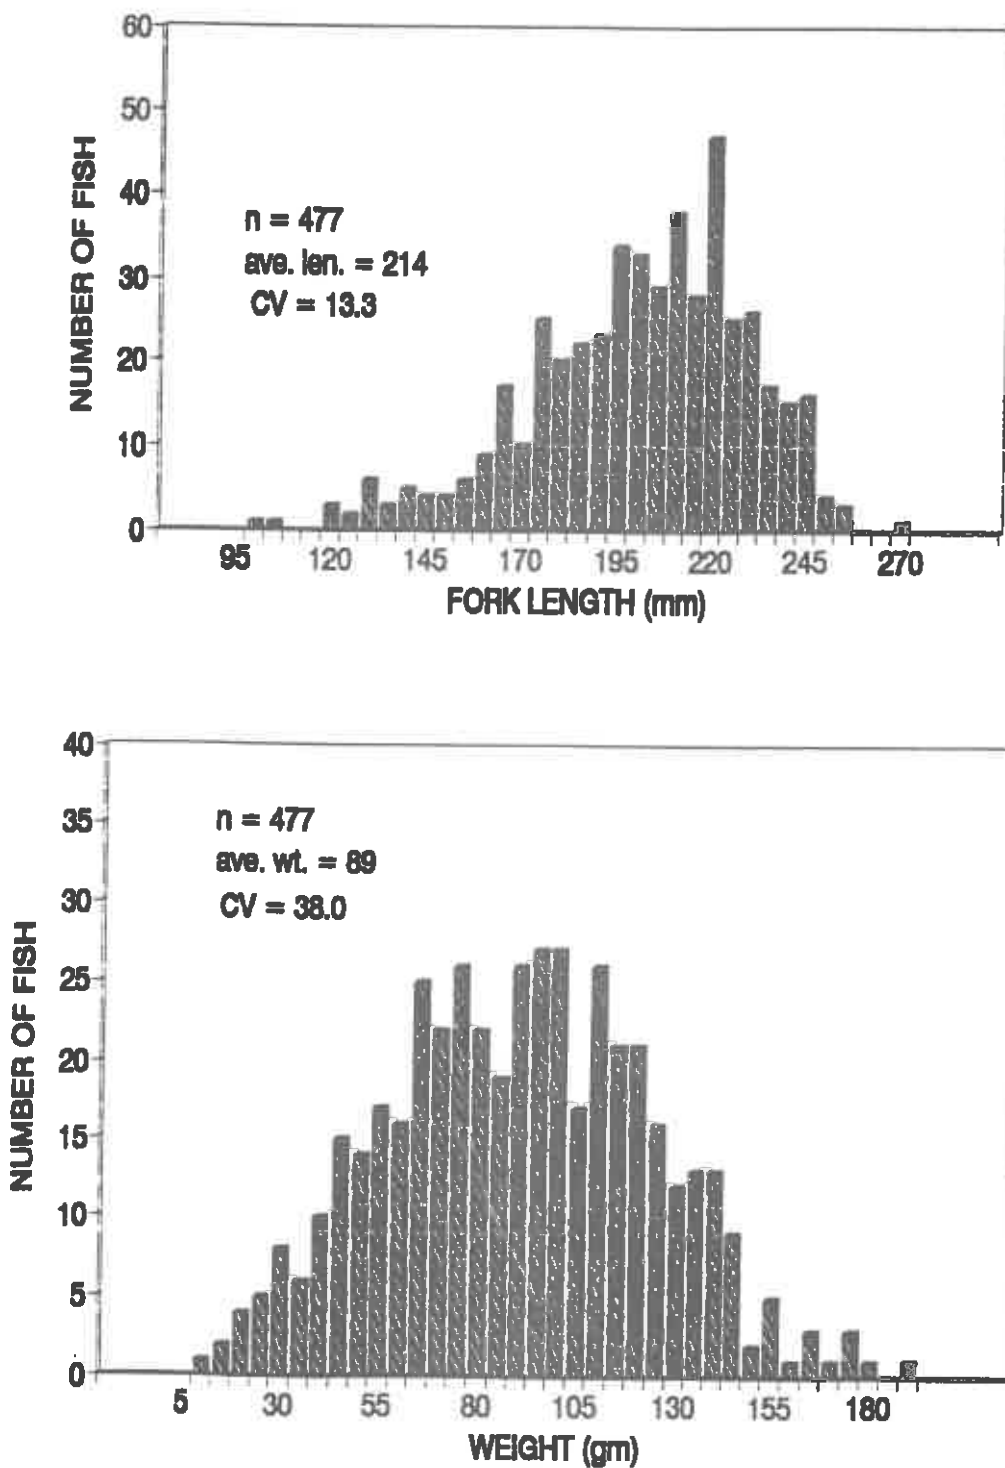 60
50
40
30
20
10
0
NUMBER OF FISH
n = 477
ave. len. = 214
CV = 13.3
95 120 145 170 195 220 245 270
FORK LENGTH (mm)
40
35
30
25
20
15
10
5
0
NUMBER OF FISH
n = 477
ave. wt. = 89
CV = 38.0
5 30 55 80 105 130 155 180
WEIGHT (gm)